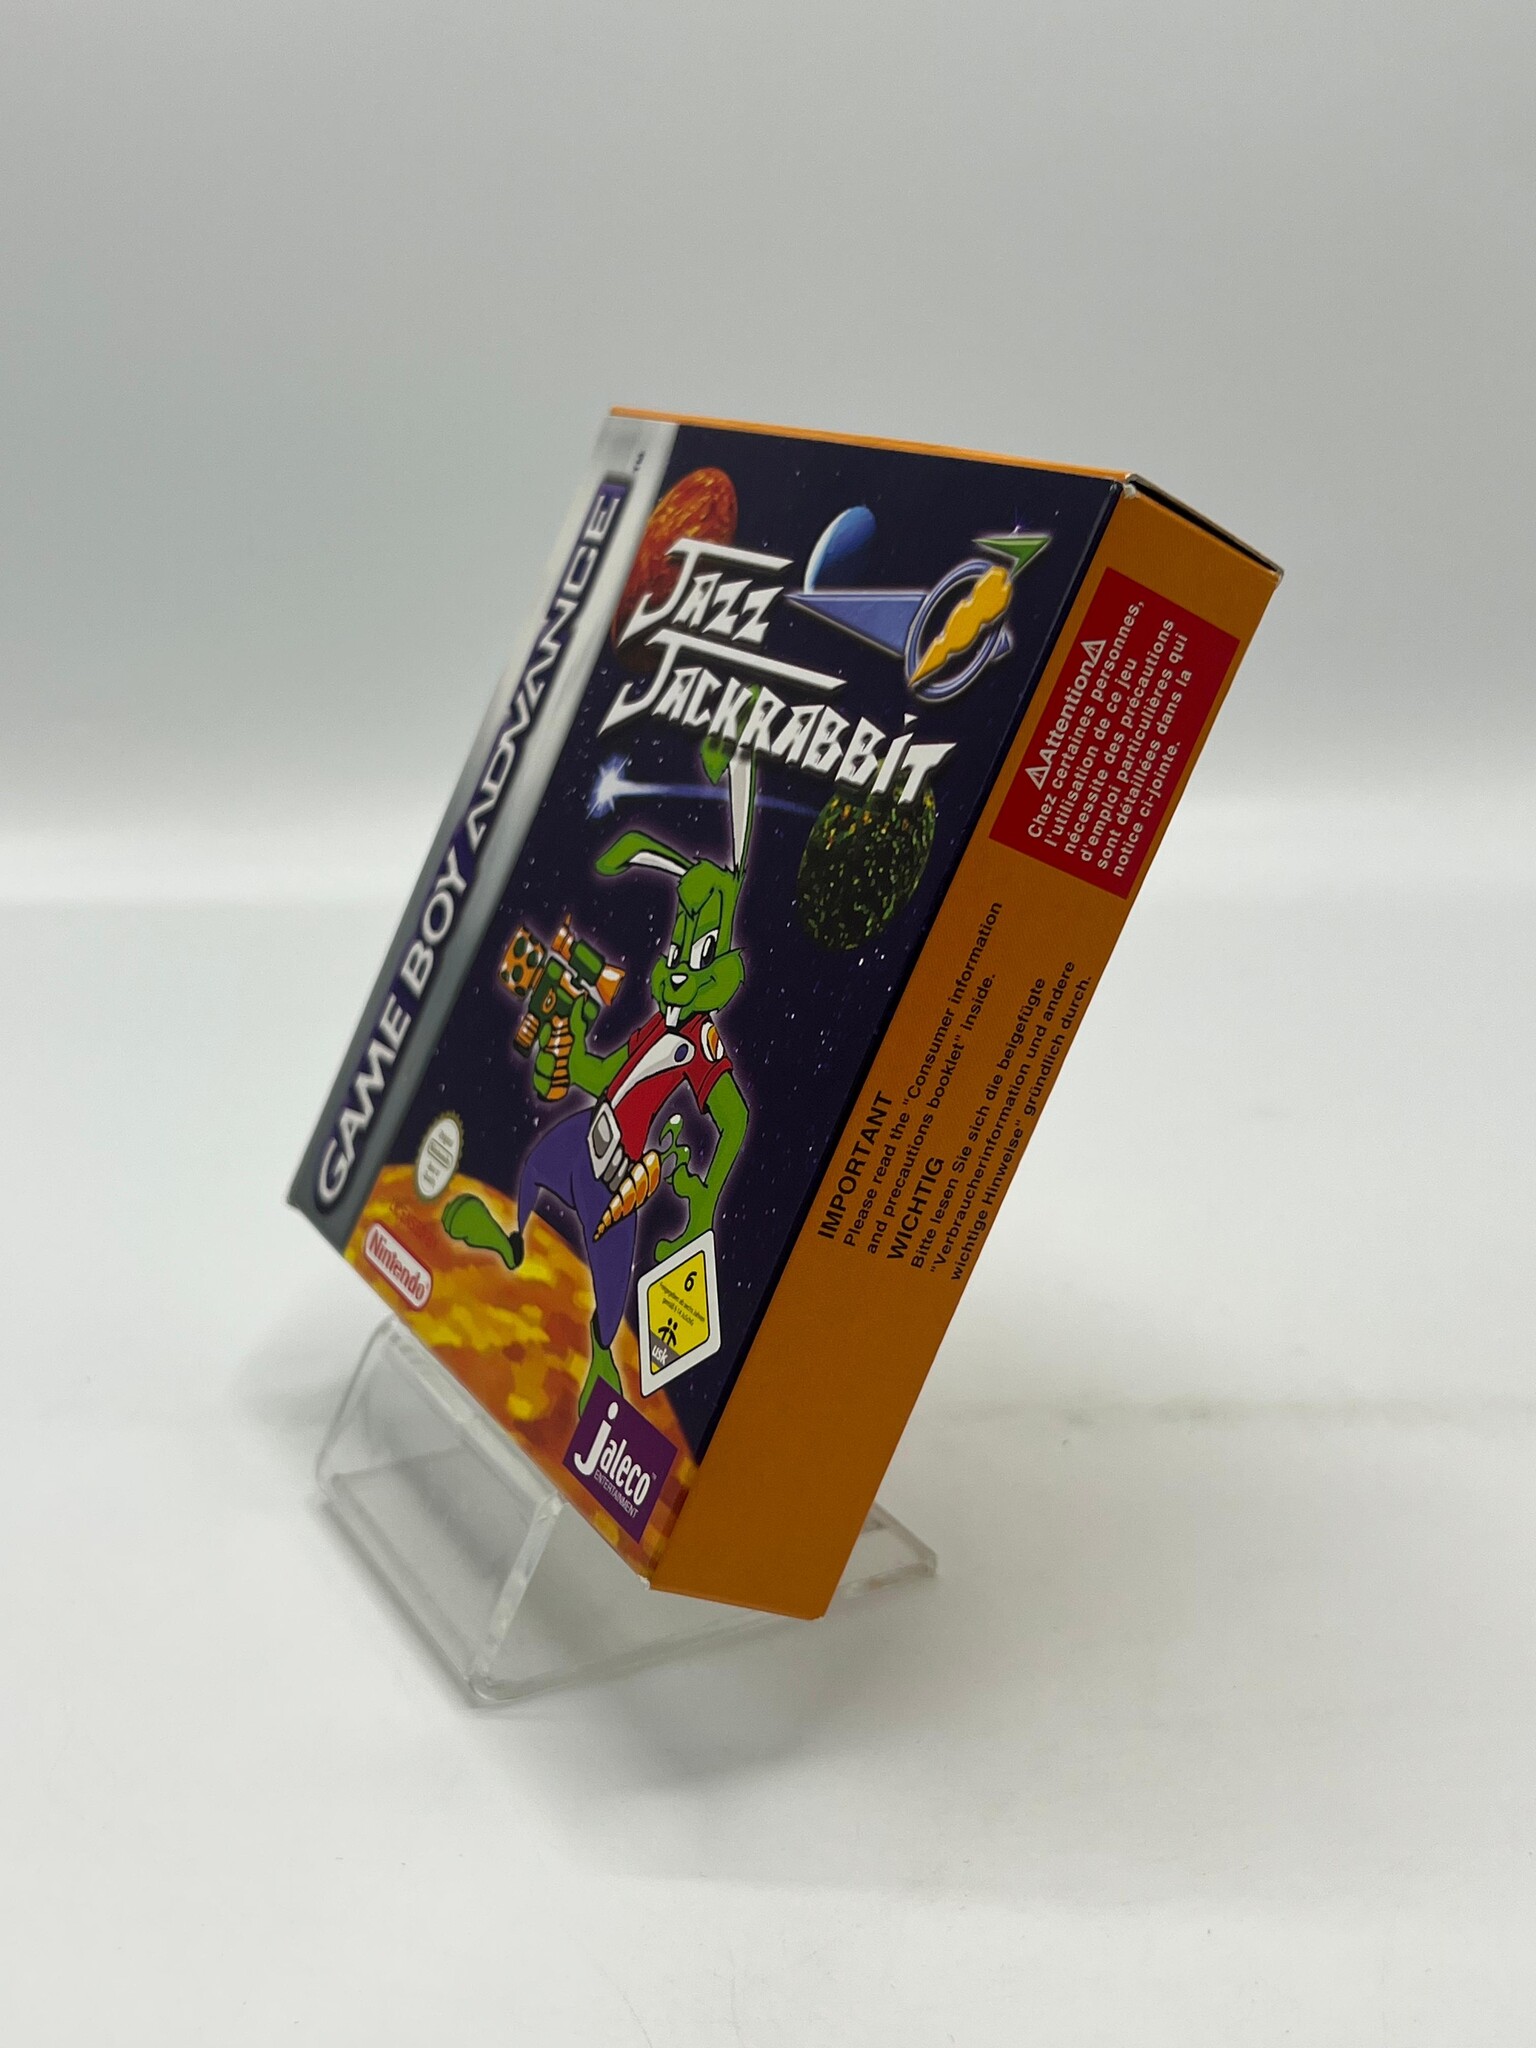 GAME BOY ADVANCE
TM
JAZZ
JACKRABBIT
Nintendo
6
usk
jaleco
ENTERTAINMENT
⚠Attention⚠
Chez certaines personnes,
l'utilisation de ce jeu
nécessite des précautions
d'emploi particulières qui
sont détaillées dans la
notice ci-jointe.
IMPORTANT
Please read the "Consumer information
and precautions booklet" inside.
WICHTIG
Bitte lesen Sie sich die beigefügte
"Verbraucherinformation und andere
wichtige Hinweise" gründlich durch.